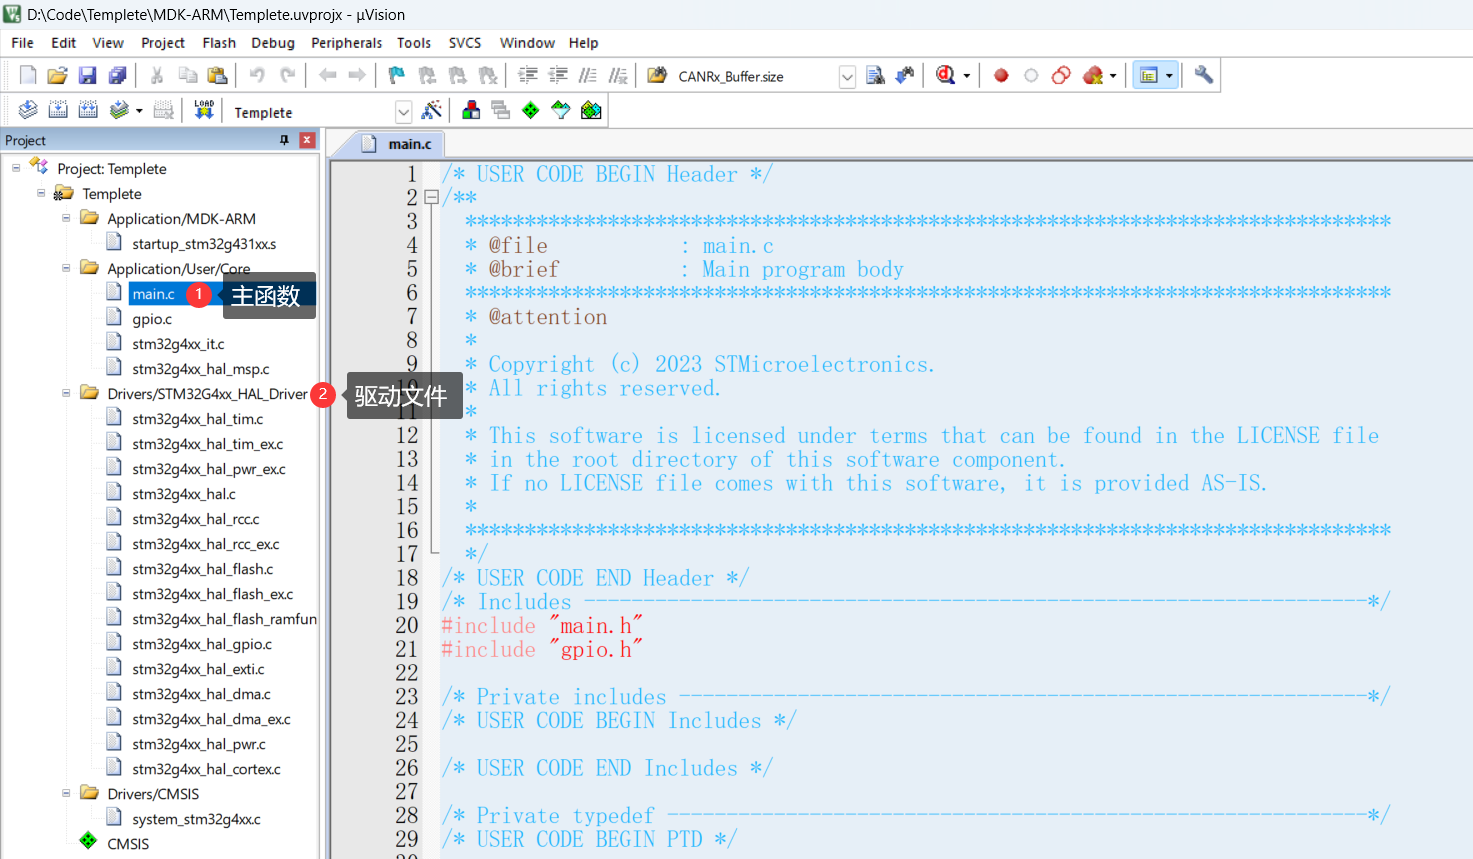 D:\Code\Templete\MDK-ARM\Templete.uvprojx - µVision
File Edit View Project Flash Debug Peripherals Tools SVCS Window Help
CANRx_Buffer.size
LOAD Templete
Project
main.c
Project: Templete
Templete
Application/MDK-ARM
startup_stm32g431xx.s
Application/User/Core
main.c 1 主函数
gpio.c
stm32g4xx_it.c
stm32g4xx_hal_msp.c
Drivers/STM32G4xx_HAL_Driver 2 驱动文件
stm32g4xx_hal_tim.c
stm32g4xx_hal_tim_ex.c
stm32g4xx_hal_pwr_ex.c
stm32g4xx_hal.c
stm32g4xx_hal_rcc.c
stm32g4xx_hal_rcc_ex.c
stm32g4xx_hal_flash.c
stm32g4xx_hal_flash_ex.c
stm32g4xx_hal_flash_ramfun
stm32g4xx_hal_gpio.c
stm32g4xx_hal_exti.c
stm32g4xx_hal_dma.c
stm32g4xx_hal_dma_ex.c
stm32g4xx_hal_pwr.c
stm32g4xx_hal_cortex.c
Drivers/CMSIS
system_stm32g4xx.c
CMSIS
1 /* USER CODE BEGIN Header */
2 /**
3 ******************************************************************************
4 * @file : main.c
5 * @brief : Main program body
6 ******************************************************************************
7 * @attention
8 *
9 * Copyright (c) 2023 STMicroelectronics.
* All rights reserved.
*
12 * This software is licensed under terms that can be found in the LICENSE file
13 * in the root directory of this software component.
14 * If no LICENSE file comes with this software, it is provided AS-IS.
15 *
16 ******************************************************************************
17 */
18 /* USER CODE END Header */
19 /* Includes ------------------------------------------------------------------*/
20 #include "main.h"
21 #include "gpio.h"
22
23 /* Private includes ----------------------------------------------------------*/
24 /* USER CODE BEGIN Includes */
25
26 /* USER CODE END Includes */
27
28 /* Private typedef -----------------------------------------------------------*/
29 /* USER CODE BEGIN PTD */